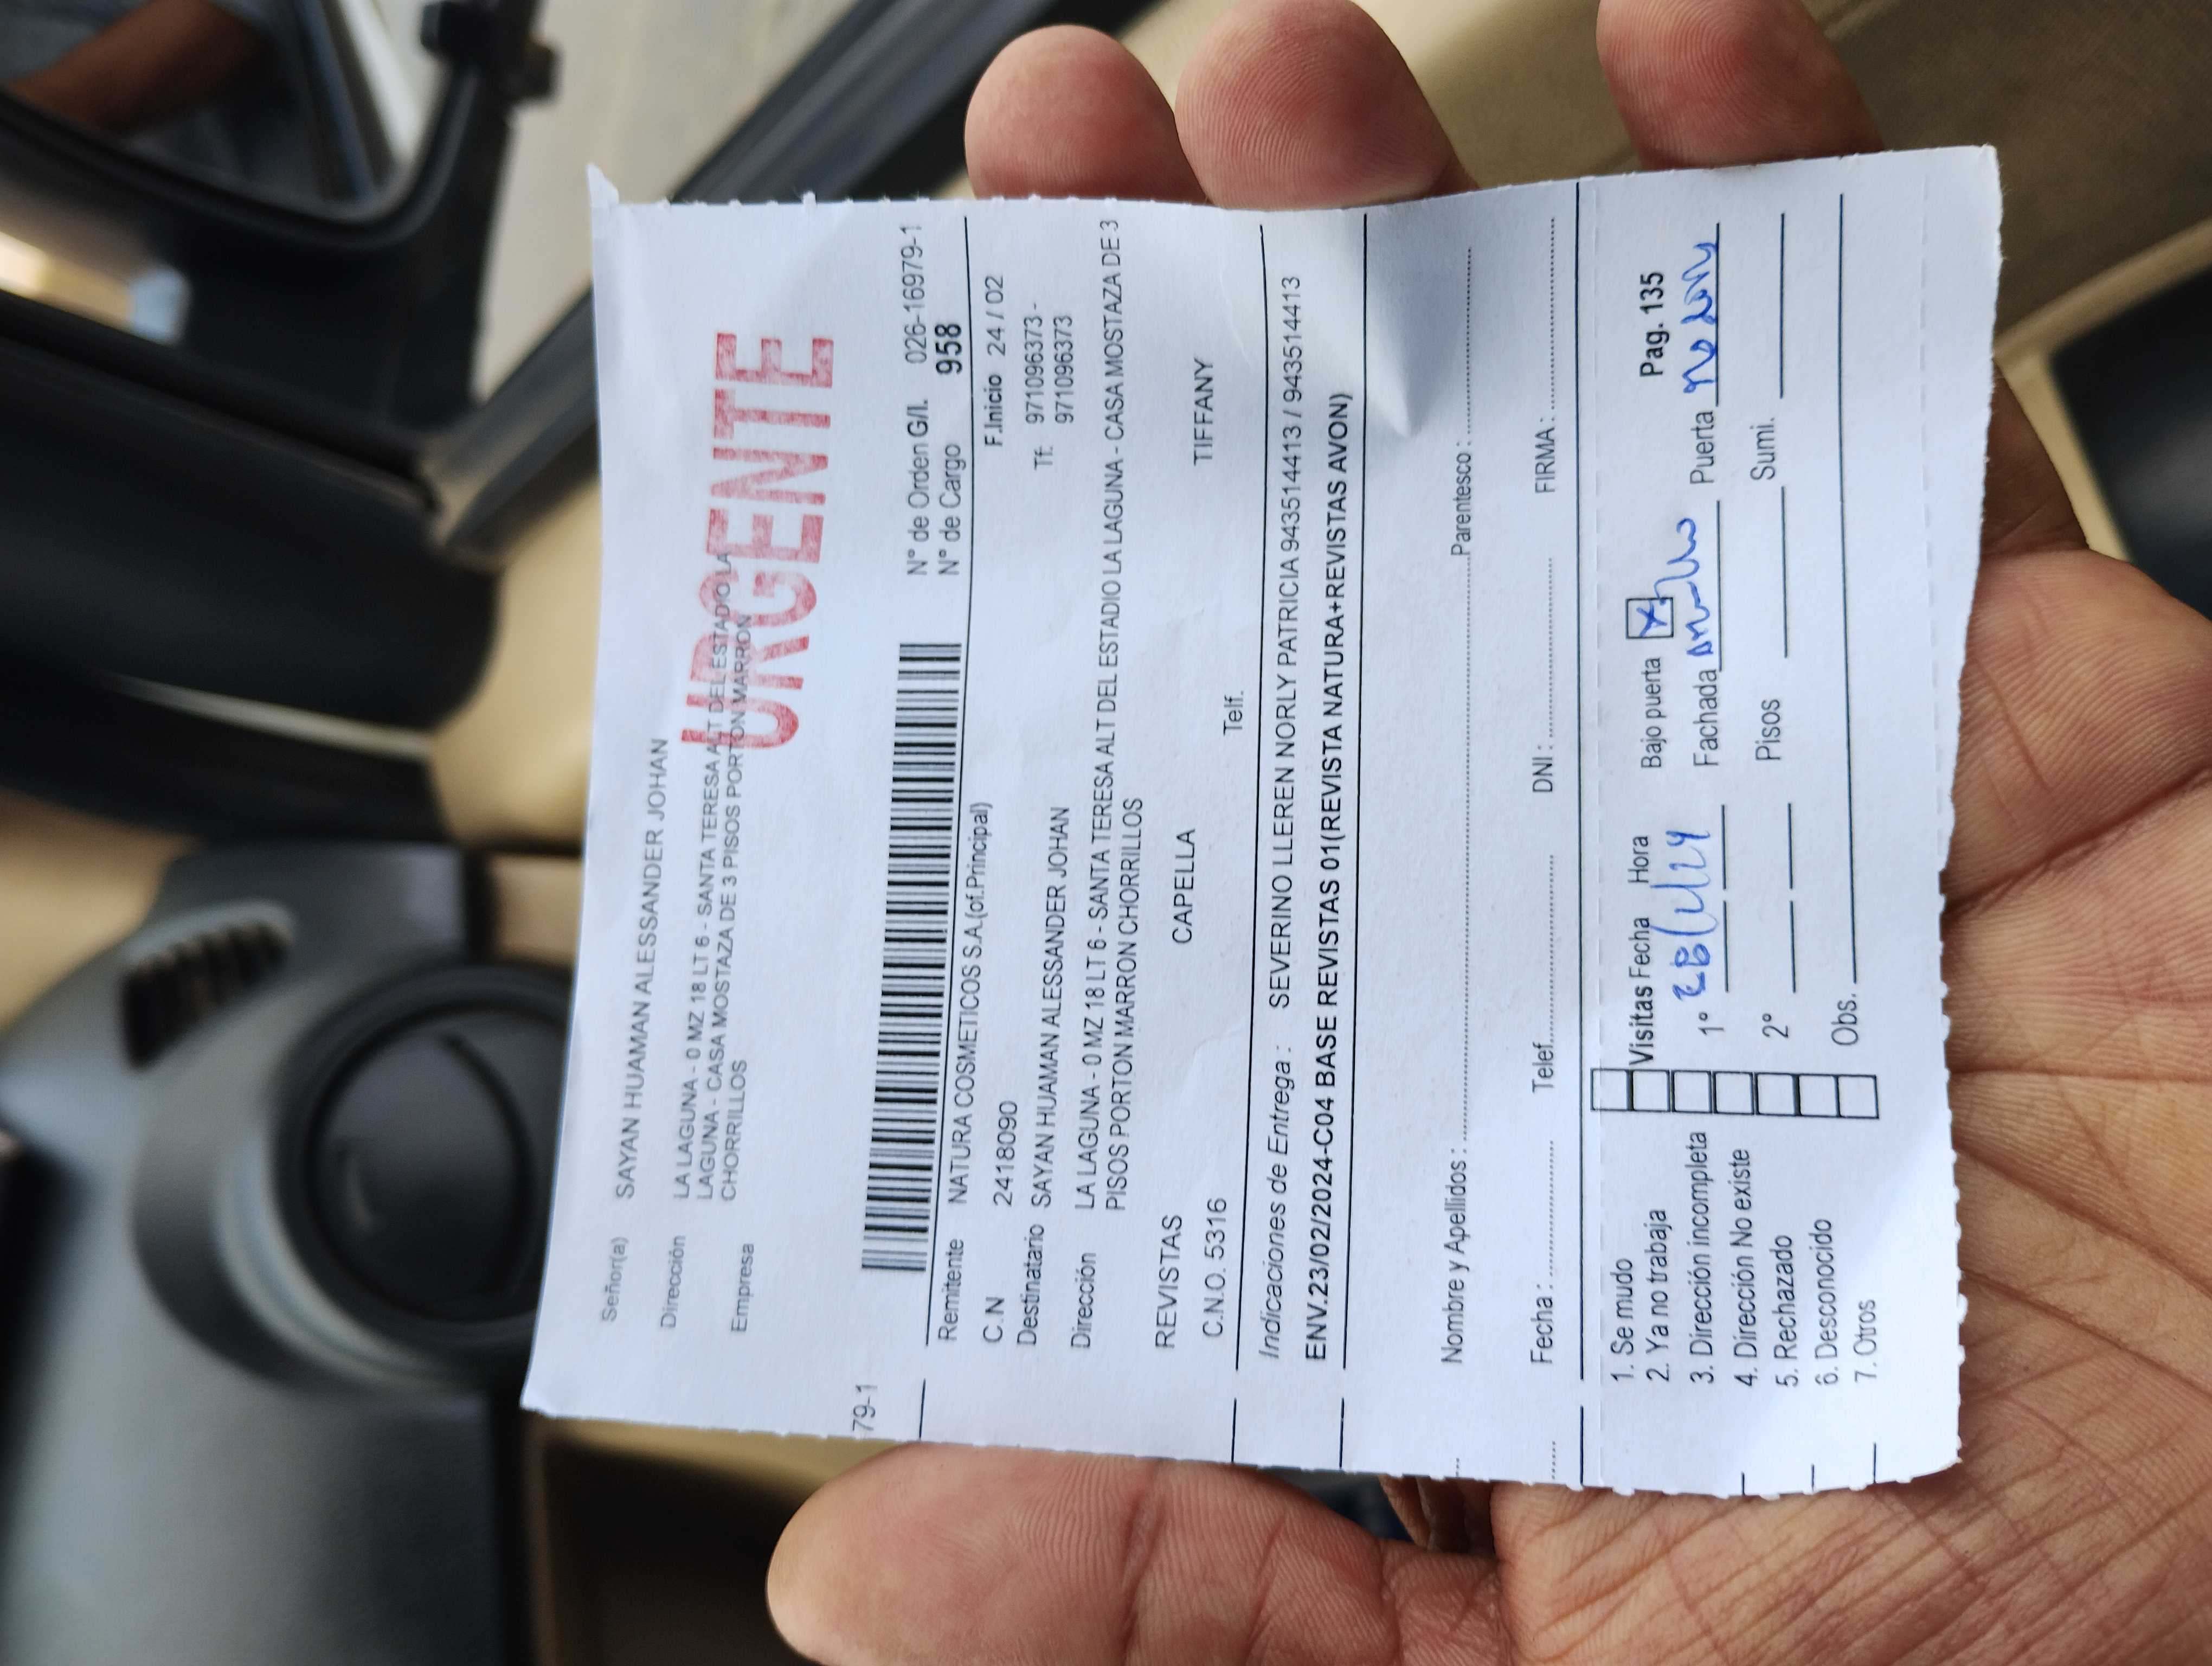 URGENTE
Señor(a) SAYAN HUAMAN ALESSANDER JOHAN
Dirección LA LAGUNA - 0 MZ 18 LT 6 - SANTA TERESA ALT DEL ESTADIO LA
LAGUNA - CASA MOSTAZA DE 3 PISOS PORTON MARRON
Empresa CHORRILLOS
79-1
N° de Orden G/I. 026-16979-1
N° de Cargo 958
Remitente NATURA COSMETICOS S.A.(of.Principal) F.Inicio 24 / 02
C.N 2418090 Tf. 971096373 -
Destinatario SAYAN HUAMAN ALESSANDER JOHAN 971096373
Dirección LA LAGUNA - 0 MZ 18 LT 6 - SANTA TERESA ALT DEL ESTADIO LA LAGUNA - CASA MOSTAZA DE 3
PISOS PORTON MARRON CHORRILLOS
REVISTAS CAPELLA TIFFANY
C.N.O. 5316 Telf.
Indicaciones de Entrega : SEVERINO LLEREN NORLY PATRICIA 943514413 / 943514413
ENV.23/02/2024-C04 BASE REVISTAS 01(REVISTA NATURA+REVISTAS AVON)
Nombre y Apellidos : Parentesco :
Fecha : Telef. DNI : FIRMA :
1. Se mudo
2. Ya no trabaja Visitas Fecha Hora Bajo puerta X Pag. 135
3. Dirección incompleta 1° Fachada Puerta
4. Dirección No existe
5. Rechazado 2° Pisos Sumi.
6. Desconocido
7. Otros Obs.